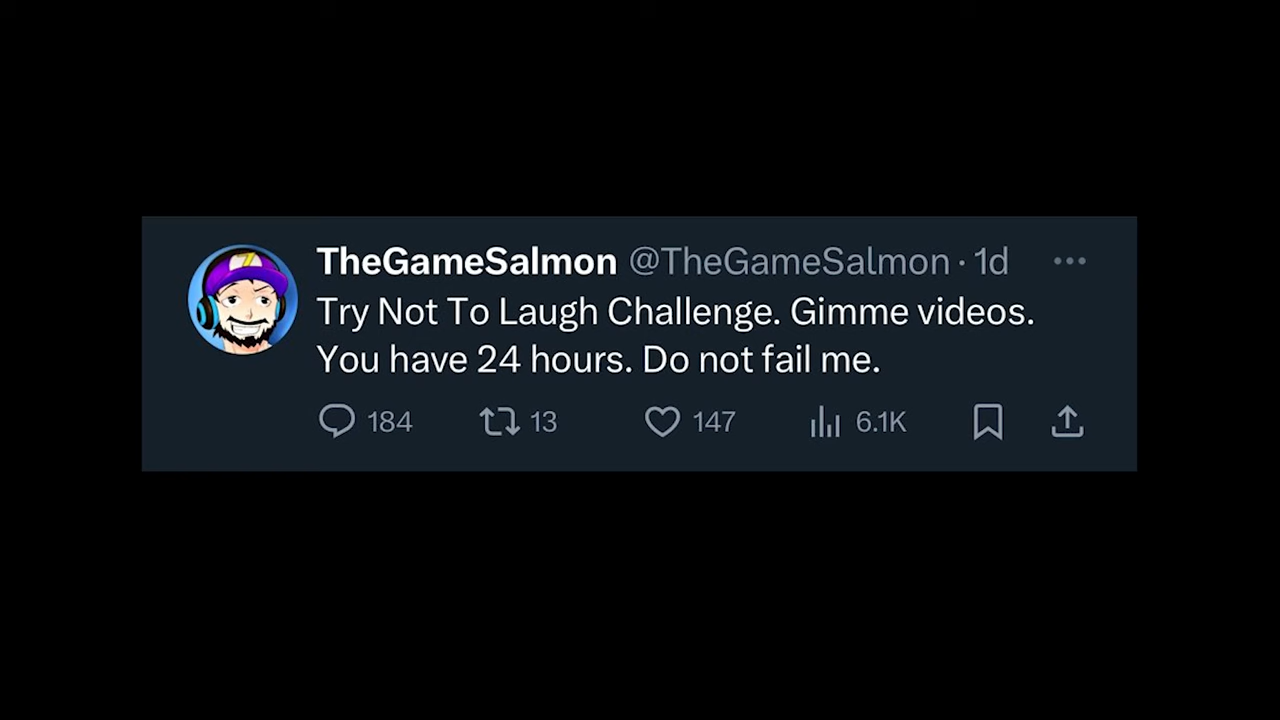 TheGameSalmon @TheGameSalmon · 1d
Try Not To Laugh Challenge. Gimme videos.
You have 24 hours. Do not fail me.
184 13 147 6.1K